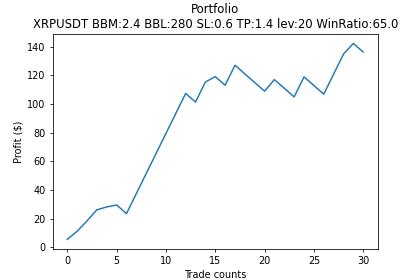 Portfolio
XRPUSDT BBM:2.4 BBL:280 SL:0.6 TP:1.4 lev:20 WinRatio:65.0
140
120
100
80
60
40
20
0
Profit ($)
0 5 10 15 20 25 30
Trade counts